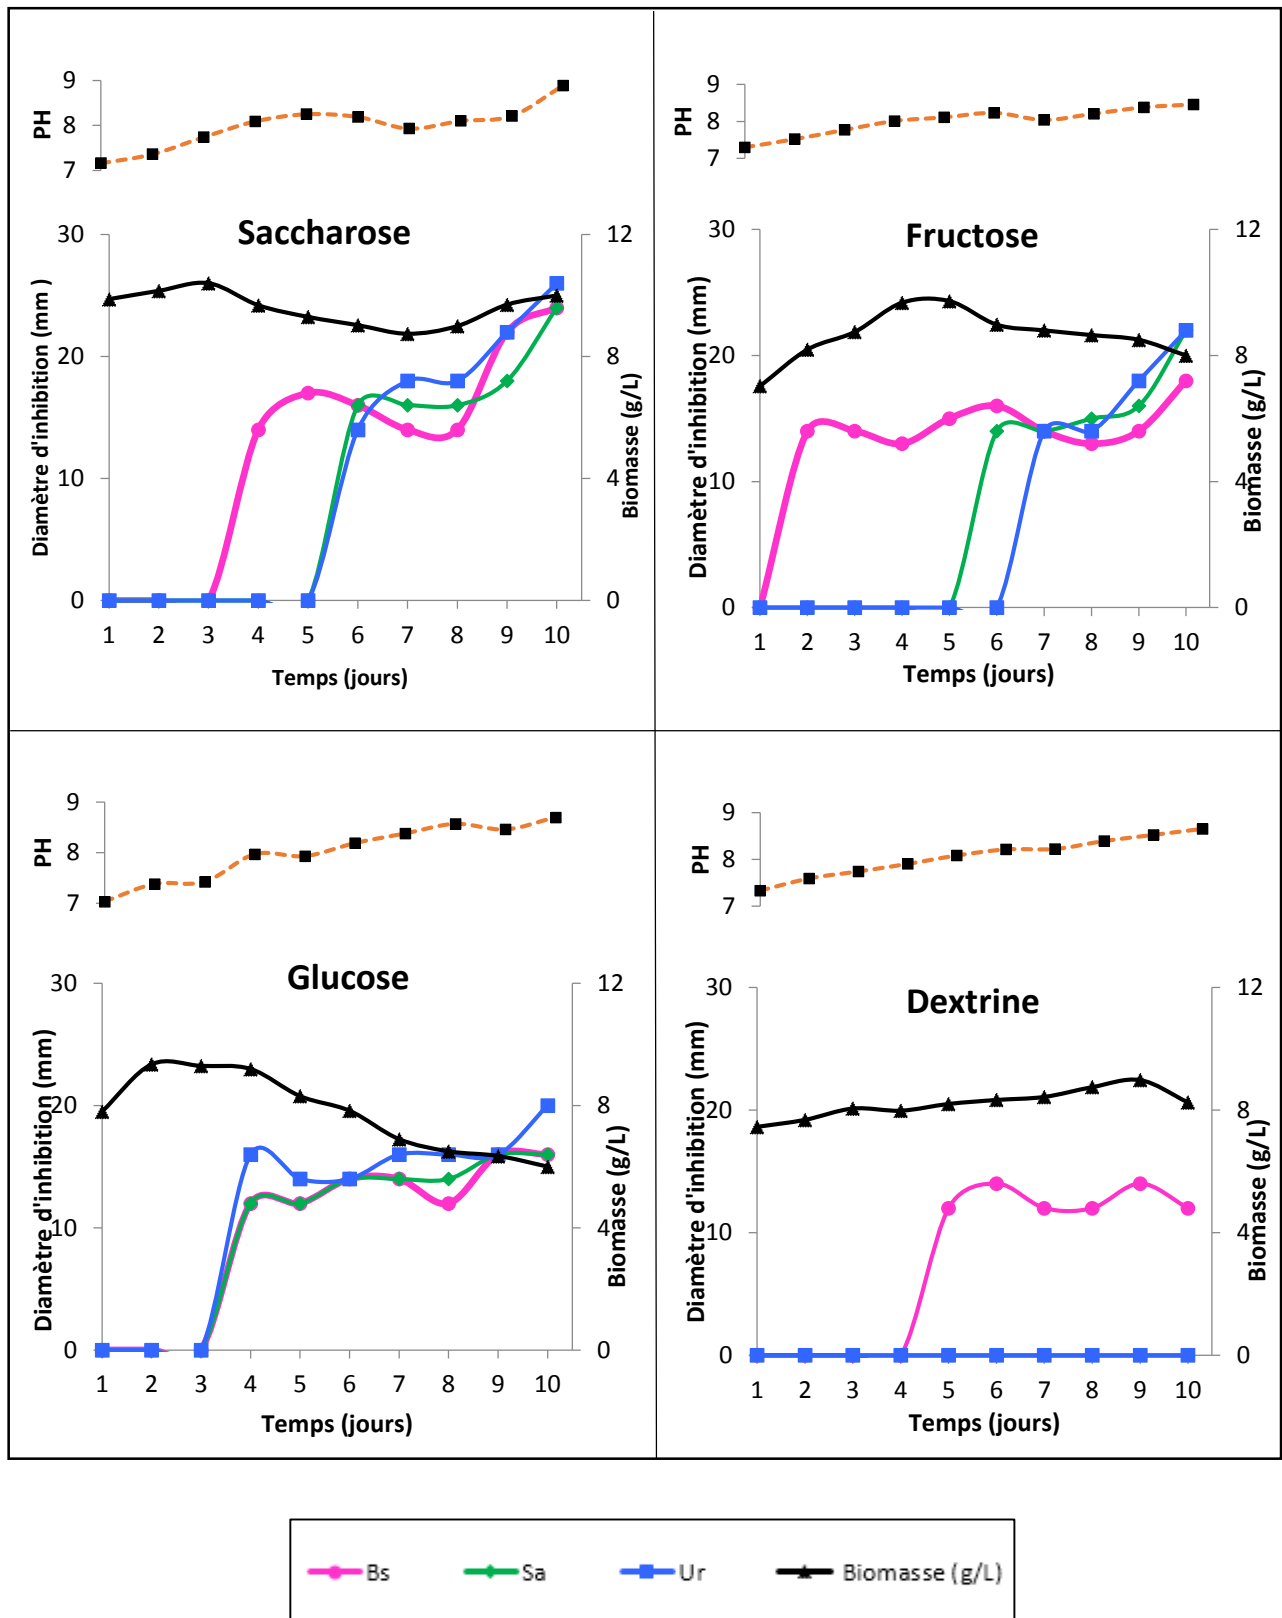 9
8
7
PH
Saccharose
30
20
10
0
12
8
4
0
Diamètre d'inhibition (mm )
Biomasse (g/L)
1 2 3 4 5 6 7 8 9 10
Temps (jours)
9
8
7
PH
Fructose
30
20
10
0
12
8
4
0
Diamètre d'inhibition (mm)
Biomasse (g/L)
1 2 3 4 5 6 7 8 9 10
Temps (jours)
9
8
7
PH
Glucose
30
20
10
0
12
8
4
0
Diamètre d'inhibition (mm)
Biomasse (g/L)
1 2 3 4 5 6 7 8 9 10
Temps (jours)
9
8
7
PH
Dextrine
30
20
10
0
12
8
4
0
Diamètre d'inhibition (mm)
Biomasse (g/L)
1 2 3 4 5 6 7 8 9 10
Temps (jours)
Bs Sa Ur Biomasse (g/L)